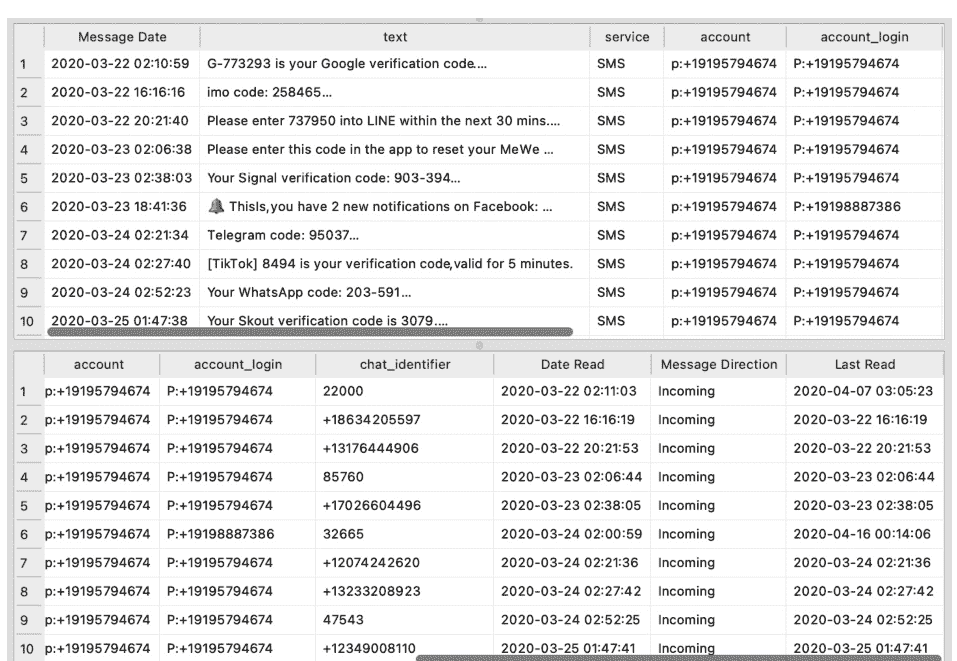 Message Date text service account account_login
1 2020-03-22 02:10:59 G-773293 is your Google verification code.... SMS p:+19195794674 P:+19195794674
2 2020-03-22 16:16:16 imo code: 258465... SMS p:+19195794674 P:+19195794674
3 2020-03-22 20:21:40 Please enter 737950 into LINE within the next 30 mins.... SMS p:+19195794674 P:+19195794674
4 2020-03-23 02:06:38 Please enter this code in the app to reset your MeWe ... SMS p:+19195794674 P:+19195794674
5 2020-03-23 02:38:03 Your Signal verification code: 903-394... SMS p:+19195794674 P:+19195794674
6 2020-03-23 18:41:36 🔔 ThisIs,you have 2 new notifications on Facebook: ... SMS p:+19195794674 P:+19198887386
7 2020-03-24 02:21:34 Telegram code: 95037... SMS p:+19195794674 P:+19195794674
8 2020-03-24 02:27:40 [TikTok] 8494 is your verification code,valid for 5 minutes. SMS p:+19195794674 P:+19195794674
9 2020-03-24 02:52:23 Your WhatsApp code: 203-591... SMS p:+19195794674 P:+19195794674
10 2020-03-25 01:47:38 Your Skout verification code is 3079.... SMS p:+19195794674 P:+19195794674
account account_login chat_identifier Date Read Message Direction Last Read
1 p:+19195794674 P:+19195794674 22000 2020-03-22 02:11:03 Incoming 2020-04-07 03:05:23
2 p:+19195794674 P:+19195794674 +18634205597 2020-03-22 16:16:19 Incoming 2020-03-22 16:16:19
3 p:+19195794674 P:+19195794674 +13176444906 2020-03-22 20:21:53 Incoming 2020-03-22 20:21:53
4 p:+19195794674 P:+19195794674 85760 2020-03-23 02:06:44 Incoming 2020-03-23 02:06:44
5 p:+19195794674 P:+19195794674 +17026604496 2020-03-23 02:38:05 Incoming 2020-03-23 02:38:05
6 p:+19195794674 P:+19198887386 32665 2020-03-24 02:00:59 Incoming 2020-04-16 00:14:06
7 p:+19195794674 P:+19195794674 +12074242620 2020-03-24 02:21:36 Incoming 2020-03-24 02:21:36
8 p:+19195794674 P:+19195794674 +13233208923 2020-03-24 02:27:42 Incoming 2020-03-24 02:27:42
9 p:+19195794674 P:+19195794674 47543 2020-03-24 02:52:25 Incoming 2020-03-24 02:52:25
10 p:+19195794674 P:+19195794674 +12349008110 2020-03-25 01:47:41 Incoming 2020-03-25 01:47:41